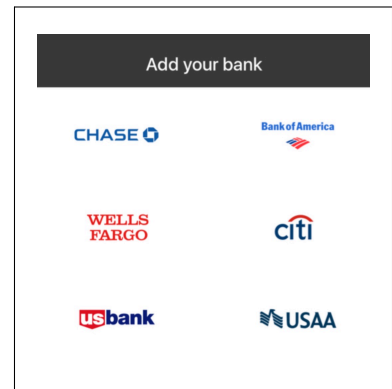 Add your bank
CHASE
Bank of America
WELLS
FARGO
citi
usbank
USAA